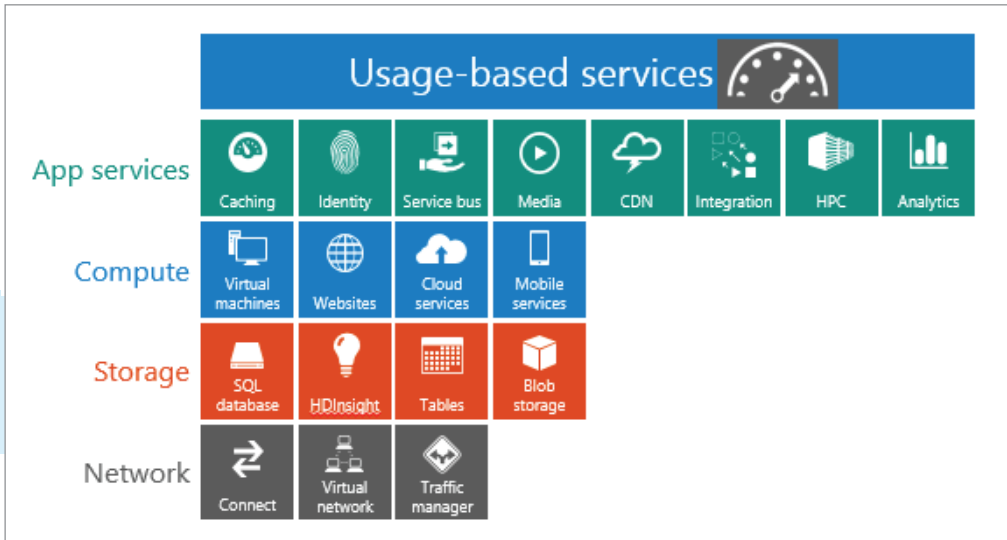 Usage-based services
App services
Caching
Identity
Service bus
Media
CDN
Integration
HPC
Analytics
Compute
Virtual
machines
Websites
Cloud
services
Mobile
services
Storage
SQL
database
HDInsight
Tables
Blob
storage
Network
Connect
Virtual
network
Traffic
manager